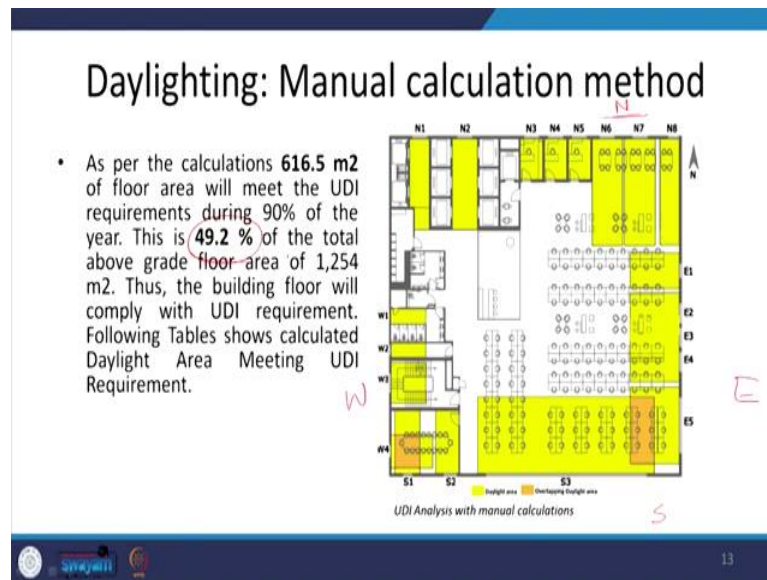 Daylighting: Manual calculation method
• As per the calculations 616.5 m2
of floor area will meet the UDI
requirements during 90% of the
year. This is 49.2 % of the total
above grade floor area of 1,254
m2. Thus, the building floor will
comply with UDI requirement.
Following Tables shows calculated
Daylight Area Meeting UDI
Requirement.
N
N1 N2 N3 N4 N5 N6 N7 N8
N
E1
W1 E2
E3
W2 E4
W3
W E
E5
W4
S1 S2 S3
Daylight area Overlapping Daylight area
UDI Analysis with manual calculations
S
swayam
13